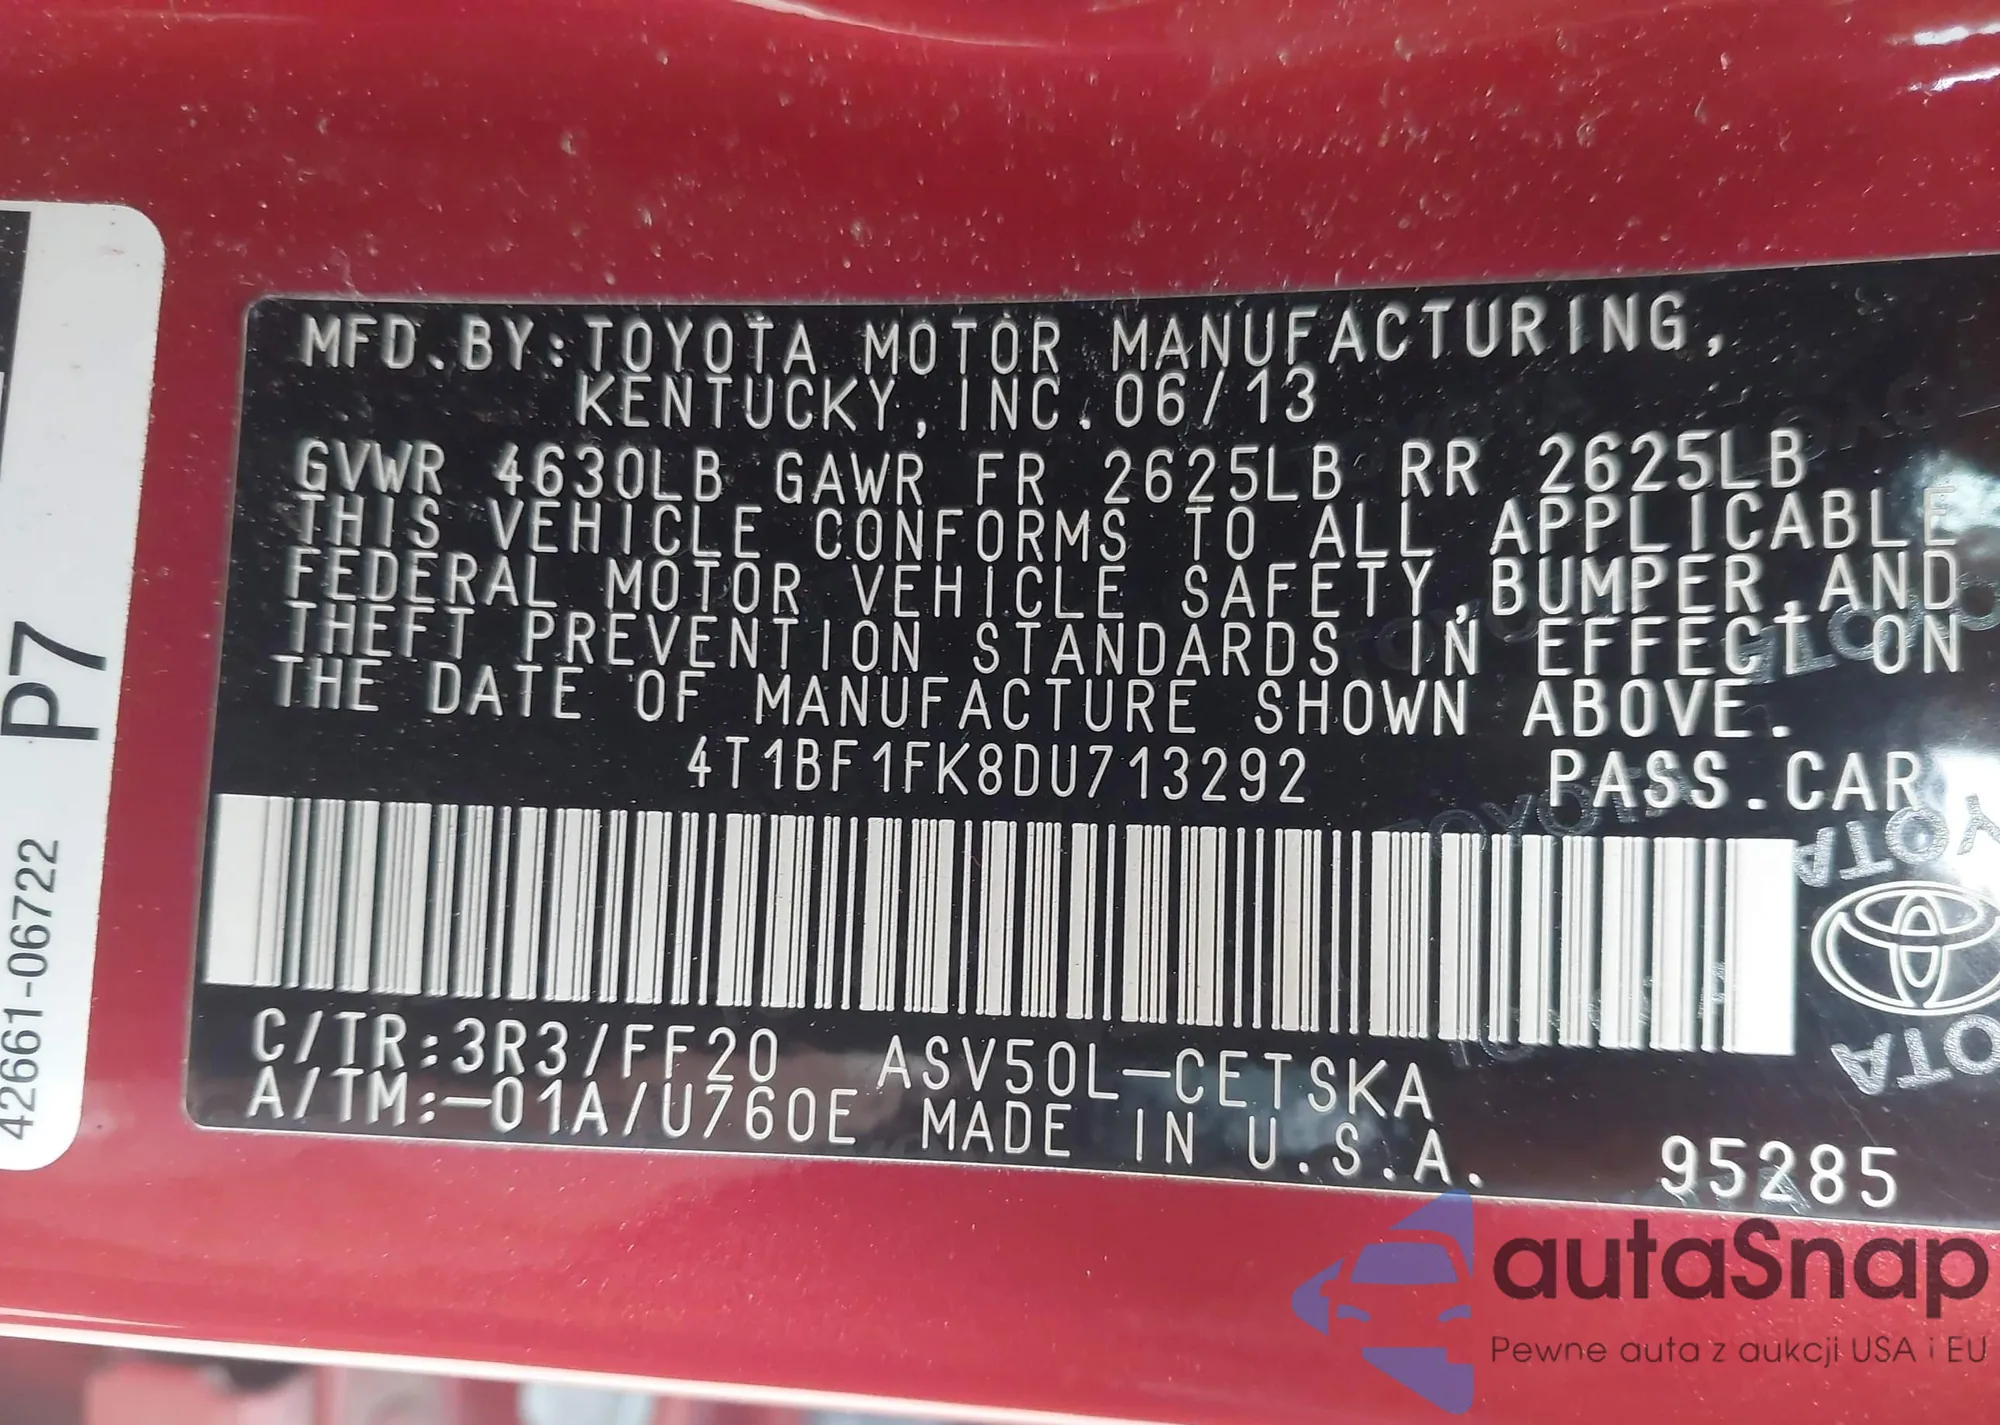 MFD.BY:TOYOTA MOTOR MANUFACTURING,
KENTUCKY,INC.06/13
GVWR 4630LB GAWR FR 2625LB RR 2625LB
THIS VEHICLE CONFORMS TO ALL APPLICABLE
FEDERAL MOTOR VEHICLE SAFETY,BUMPER,AND
THEFT PREVENTION STANDARDS IN EFFECT ON
THE DATE OF MANUFACTURE SHOWN ABOVE.
4T1BF1FK8DU713292 PASS.CAR
C/TR:3R3/FF20 ASV50L-CETSKA
A/TM:-01A/U760E MADE IN U.S.A.
95285
P7
42661-06722
TOYOTA
autaSnap
Pewne auta z aukcji USA i EU